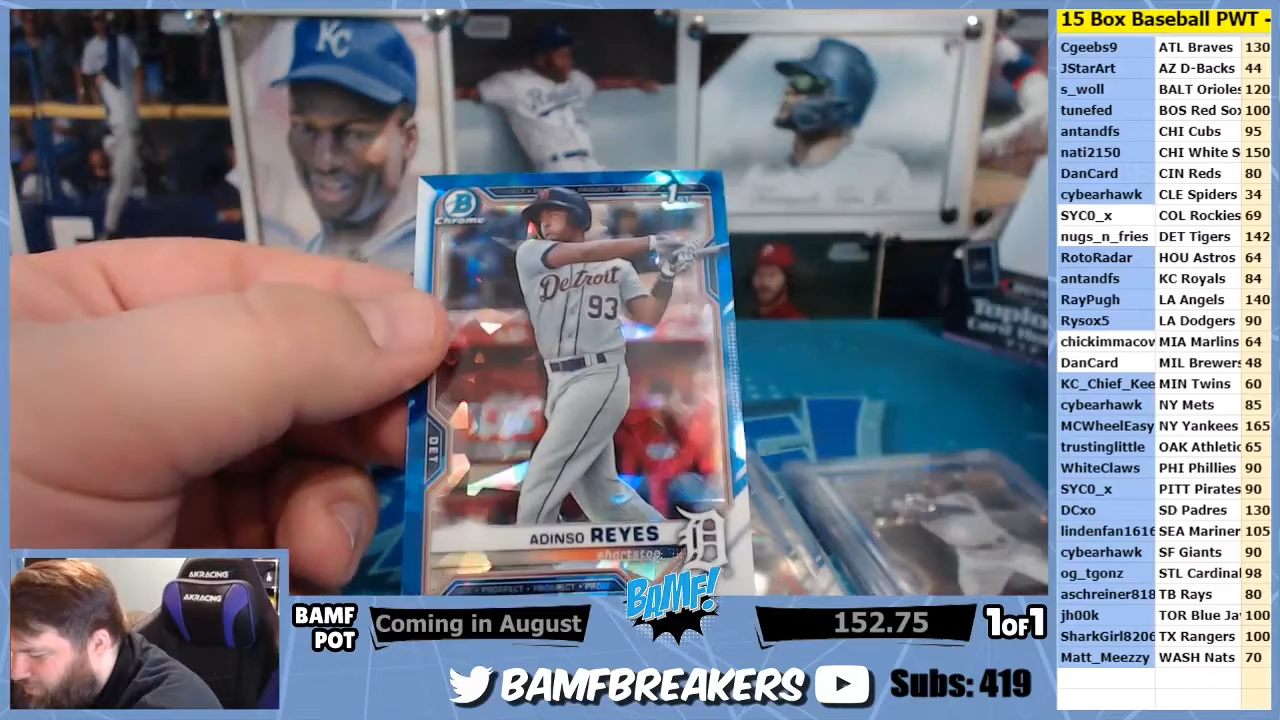 15 Box Baseball PWT -
Cgeebs9 ATL Braves 130
JStarArt AZ D-Backs 44
s_woll BALT Orioles 120
tunefed BOS Red Sox 100
antandfs CHI Cubs 95
nati2150 CHI White S 150
DanCard CIN Reds 80
cybearhawk CLE Spiders 34
SYC0_x COL Rockies 69
nugs_n_fries DET Tigers 142
RotoRadar HOU Astros 64
antandfs KC Royals 84
RayPugh LA Angels 140
Rysox5 LA Dodgers 90
chickimmacow MIA Marlins 64
DanCard MIL Brewers 48
KC_Chief_Kee MIN Twins 60
cybearhawk NY Mets 85
MCWheelEasy NY Yankees 165
trustinglittle OAK Athletic 65
WhiteClaws PHI Phillies 90
SYC0_x PITT Pirates 90
DCxo SD Padres 130
lindenfan1616 SEA Mariner 105
cybearhawk SF Giants 90
og_tgonz STL Cardinal 98
aschreiner818 TB Rays 80
jh00k TOR Blue Ja 100
SharkGirl8206 TX Rangers 100
Matt_Meezzy WASH Nats 70
KC
B
Chrome
1ST
Detroit
93
DET
ADINSO REYES
shortstop
D
PROSPECT
AKRACING
AKRACING
BAMF POT
Coming in August
BAMF!
152.75
1OF1
BAMFBREAKERS
Subs: 419